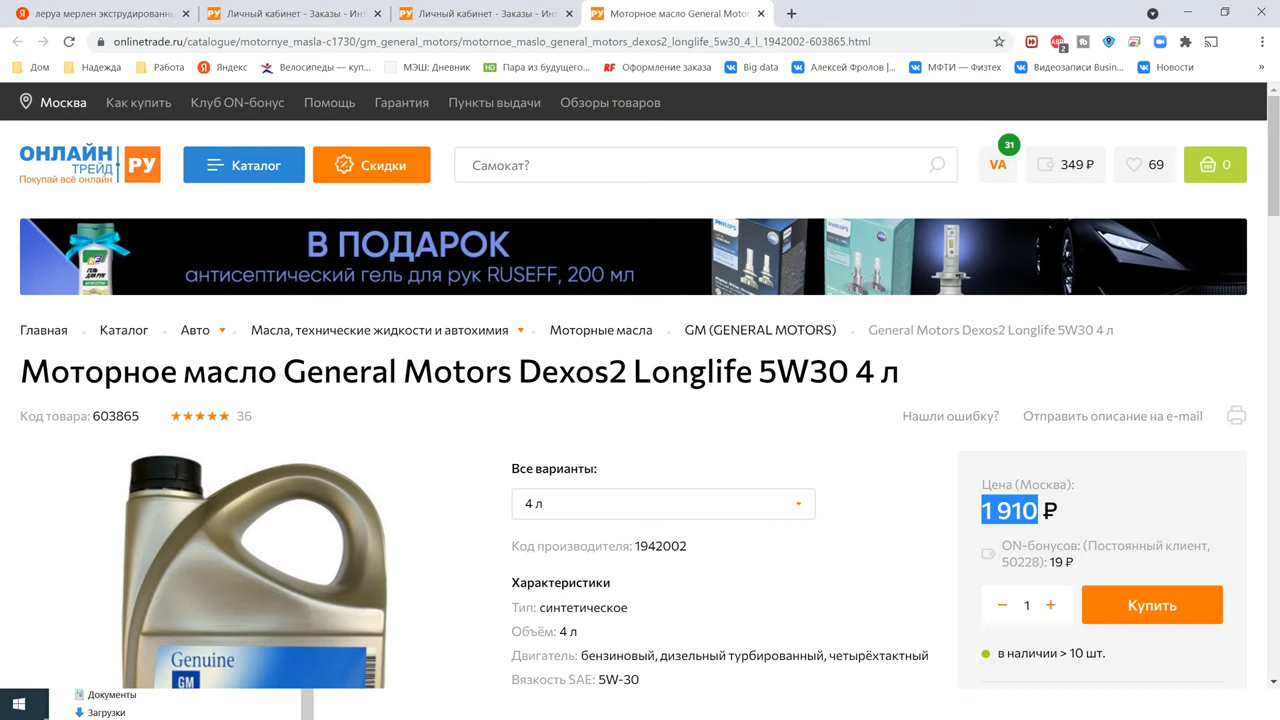 леруа мерлен экструдированны
Личный кабинет - Заказы - Инт
Личный кабинет - Заказы - Инт
Моторное масло General Motor
onlinetrade.ru/catalogue/motornye_masla-c1730/gm_general_motors/motornoe_maslo_general_motors_dexos2_longlife_5w30_4_l_1942002-603865.html
Дом Надежда Работа Яндекс Велосипеды — куп... МЭШ: Дневник Пара из будущего... Оформление заказа Big data Алексей Фролов |... МФТИ — Физтех Видеозаписи Busin... Новости »
Москва Как купить Клуб ON-бонус Помощь Гарантия Пункты выдачи Обзоры товаров
ОНЛАЙН ТРЕЙД РУ
Покупай всё онлайн
Каталог
Скидки
Самокат?
31
VA
349 ₽
69
0
В ПОДАРОК
антисептический гель для рук RUSEFF, 200 мл
PHILIPS
PHILIPS
Главная Каталог Авто Масла, технические жидкости и автохимия Моторные масла GM (GENERAL MOTORS) General Motors Dexos2 Longlife 5W30 4 л
Моторное масло General Motors Dexos2 Longlife 5W30 4 л
Код товара: 603865 36
Нашли ошибку? Отправить описание на e-mail
Genuine
GM
Все варианты:
4 л
Код производителя: 1942002
Характеристики
Тип: синтетическое
Объём: 4 л
Двигатель: бензиновый, дизельный турбированный, четырёхтактный
Вязкость SAE: 5W-30
Цена (Москва):
1 910 ₽
ON-бонусов: (Постоянный клиент,
50228): 19 ₽
− 1 +
Купить
в наличии > 10 шт.
Документы
Загрузки